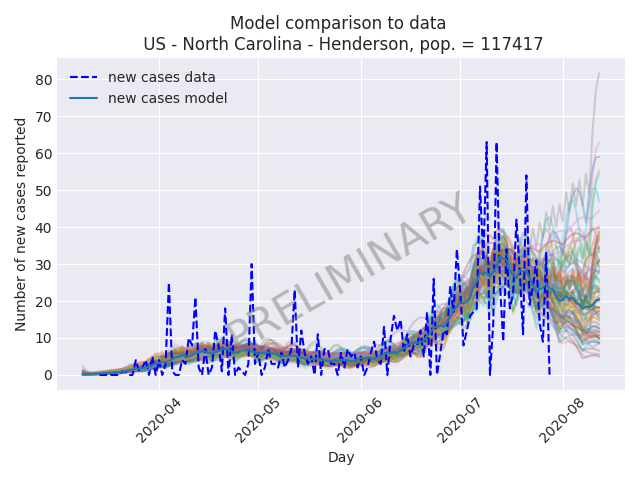 Model comparison to data
US - North Carolina - Henderson, pop. = 117417
new cases data
new cases model
PRELIMINARY
Number of new cases reported
80
70
60
50
40
30
20
10
0
2020-04
2020-05
2020-06
2020-07
2020-08
Day